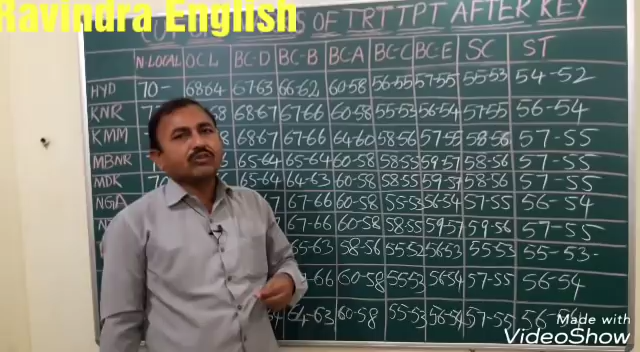 Ravindra English
OF TRT TPT AFTER KEY
N-LOCAL OCL BC-D BC-B BC-A BC-C BC-E SC ST
HYD 70- 68-64 67-63 66-62 60-58 56-55 57-55 55-53 54-52
KNR 68-67 67-66 60-58 55-53 56-54 57-55 56-54
KMM 68-67 67-66 64-60 58-56 57-55 58-56 57-55
MBNR 65-64 65-64 60-58 58-55 59-57 58-56 57-55
MDK 70 65-64 64-63 60-58 58-55 59-57 58-56 57-55
NGA 67-66 60-58 55-53 56-54 57-55 56-54
67-66 60-58 58-55 59-57 59-56 57-55
65-63 58-56 55-52 56-53 55-53 55-53-
-66 60-58 55-53 56-54 57-55 56-54
64-63 60-58 55-53 56-54 57-55
Made with
VideoShow